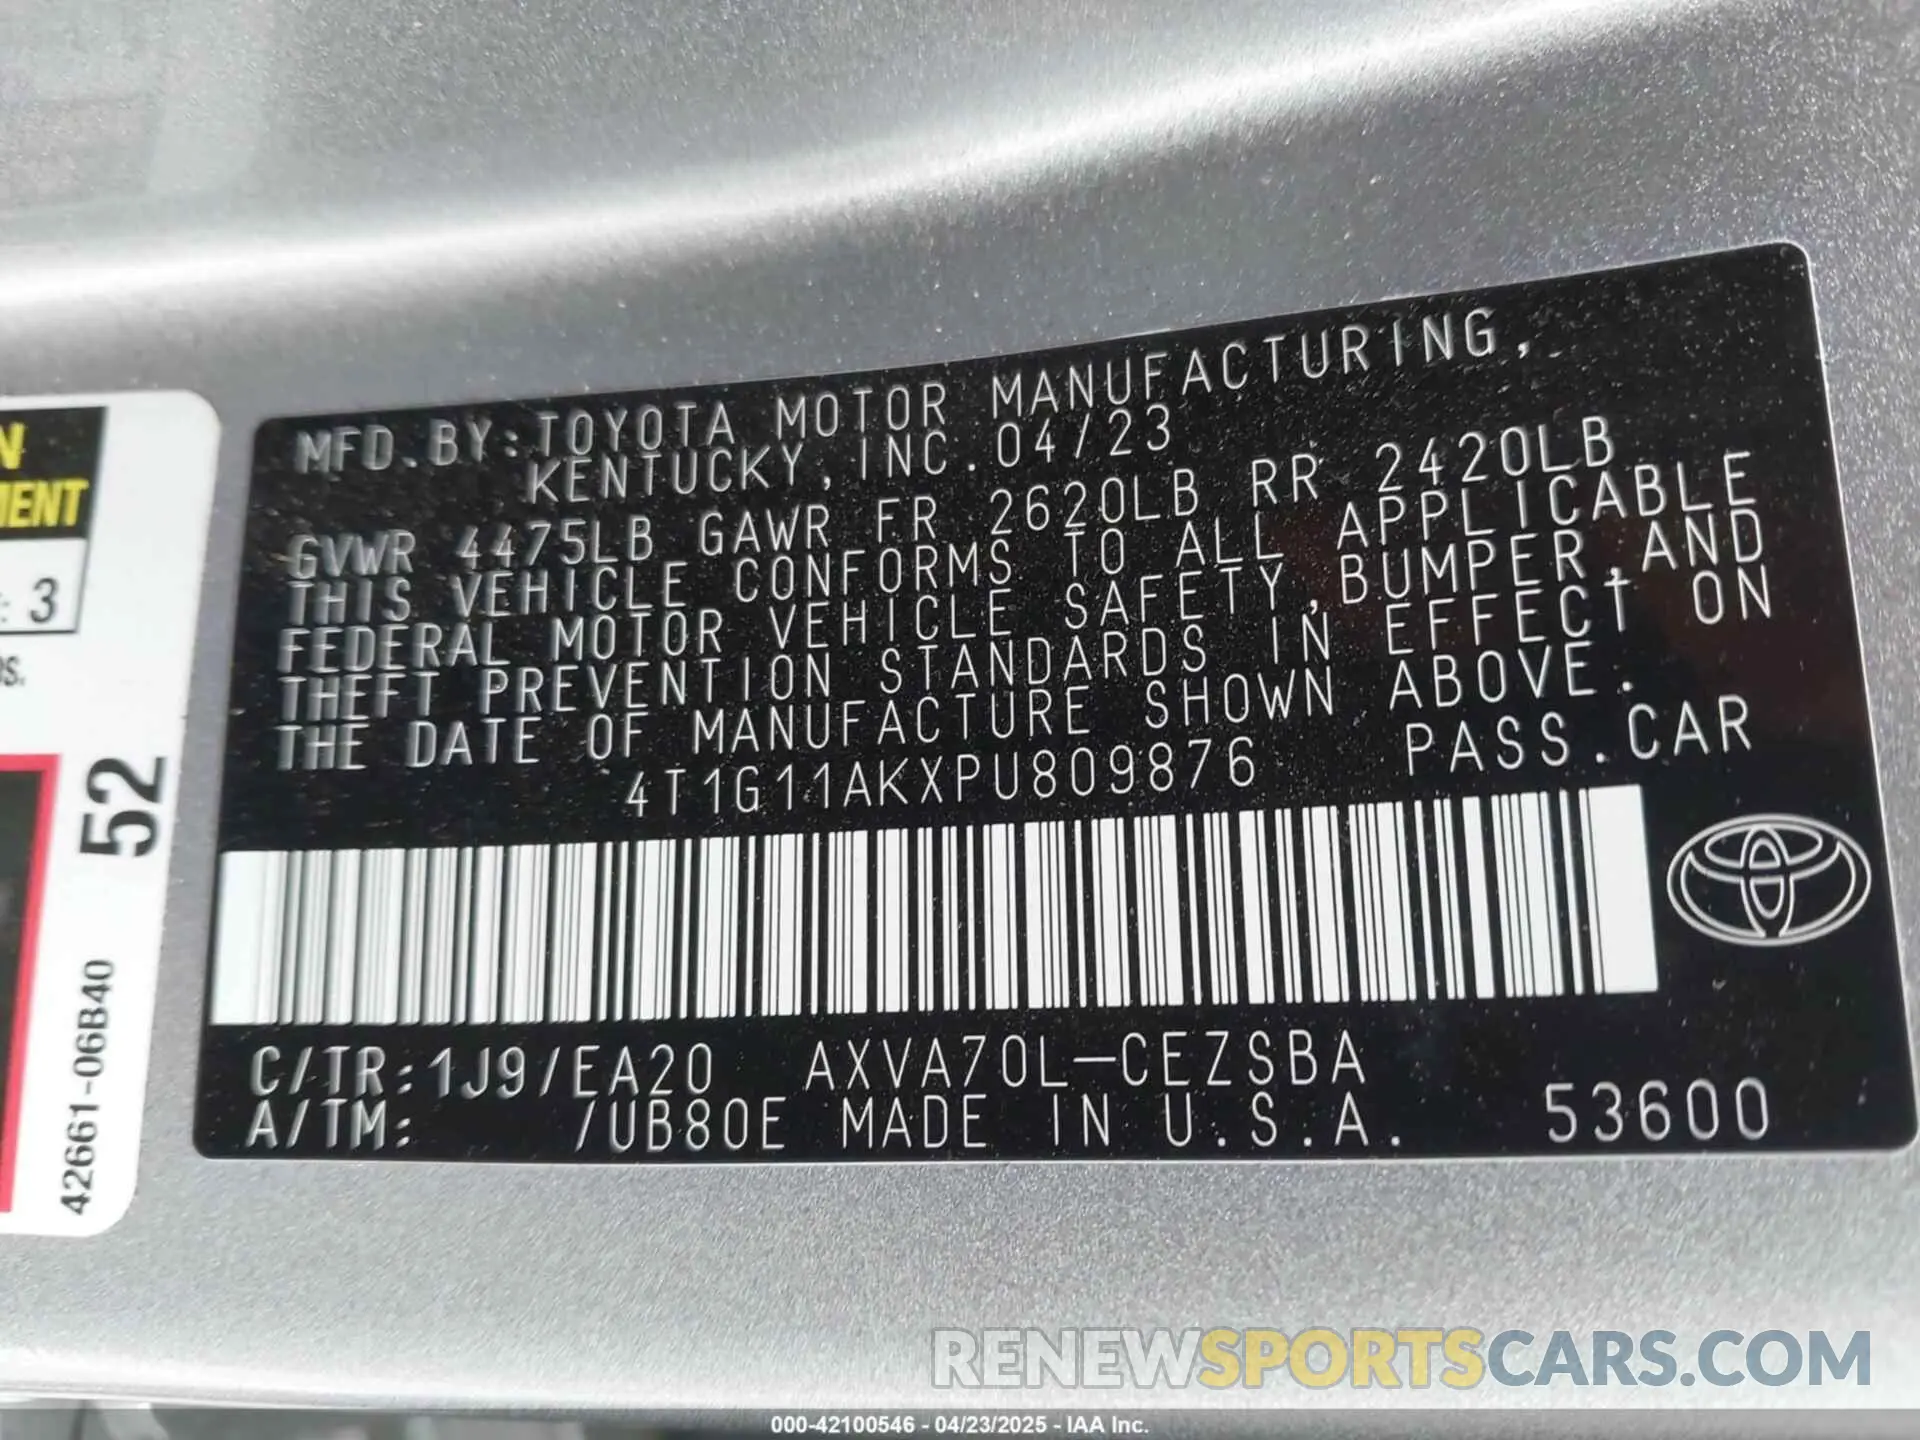 MFD.BY:TOYOTA MOTOR MANUFACTURING,
KENTUCKY,INC.04/23
GVWR 4475LB GAWR FR 2620LB RR 2420LB
THIS VEHICLE CONFORMS TO ALL APPLICABLE
FEDERAL MOTOR VEHICLE SAFETY,BUMPER,AND
THEFT PREVENTION STANDARDS IN EFFECT ON
THE DATE OF MANUFACTURE SHOWN ABOVE.
4T1G11AKXPU809876 PASS.CAR
C/TR:1J9/EA20 AXVA70L-CEZSBA
A/TM: /UB80E MADE IN U.S.A. 53600
: 3
52
42661-06B40
RENEWSPORTSCARS.COM
000-42100546 - 04/23/2025 - IAA Inc.